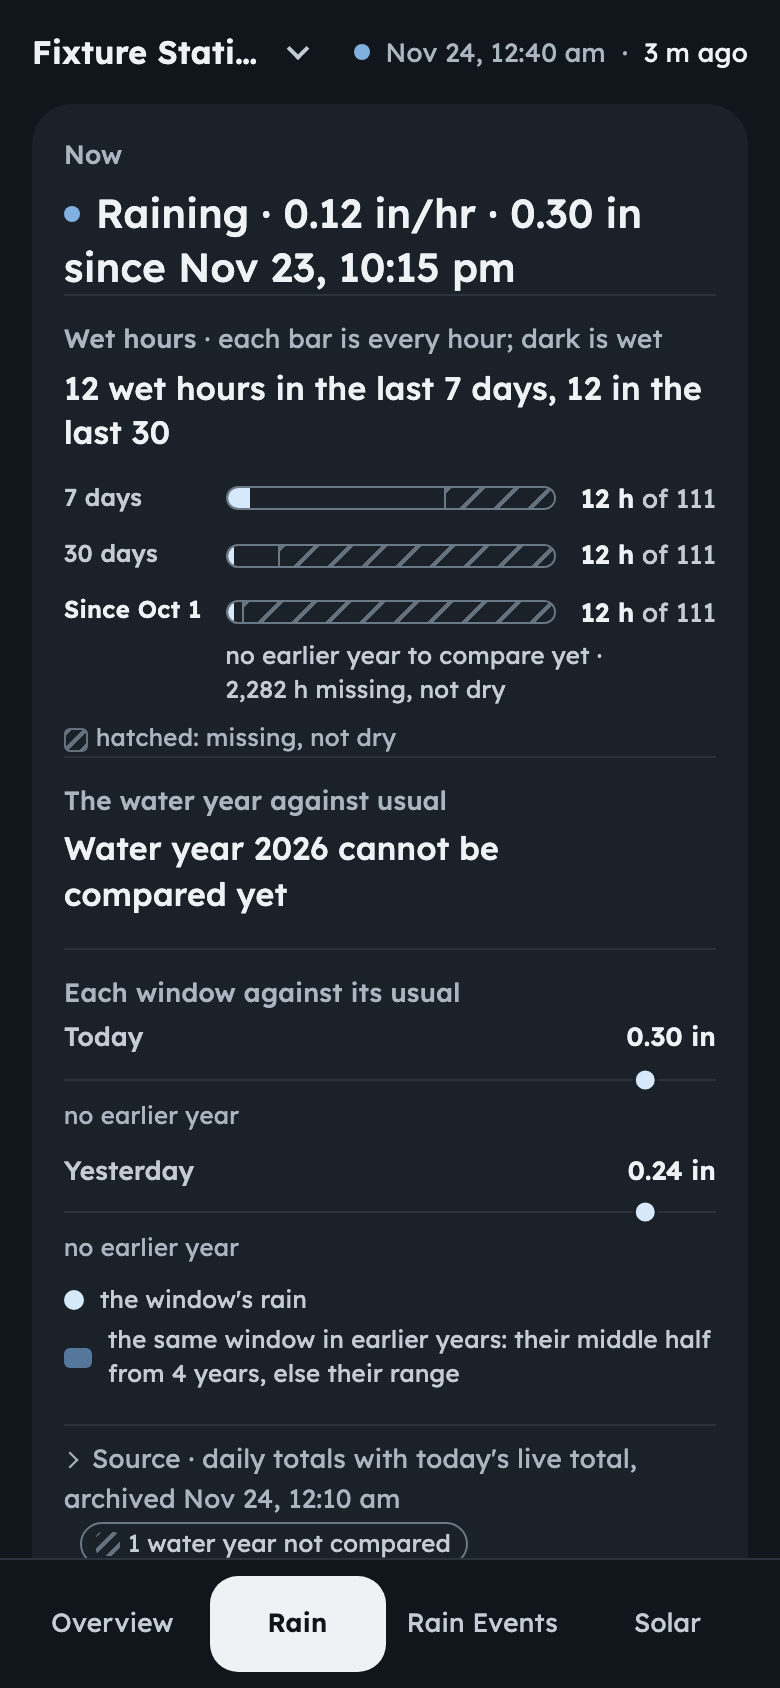 Fixture Stati... Nov 24, 12:40 am · 3 m ago
Now
Raining · 0.12 in/hr · 0.30 in
since Nov 23, 10:15 pm
Wet hours · each bar is every hour; dark is wet
12 wet hours in the last 7 days, 12 in the
last 30
7 days 12 h of 111
30 days 12 h of 111
Since Oct 1 12 h of 111
no earlier year to compare yet ·
2,282 h missing, not dry
hatched: missing, not dry
The water year against usual
Water year 2026 cannot be
compared yet
Each window against its usual
Today 0.30 in
no earlier year
Yesterday 0.24 in
no earlier year
the window's rain
the same window in earlier years: their middle half
from 4 years, else their range
Source · daily totals with today's live total,
archived Nov 24, 12:10 am
1 water year not compared
Overview Rain Rain Events Solar